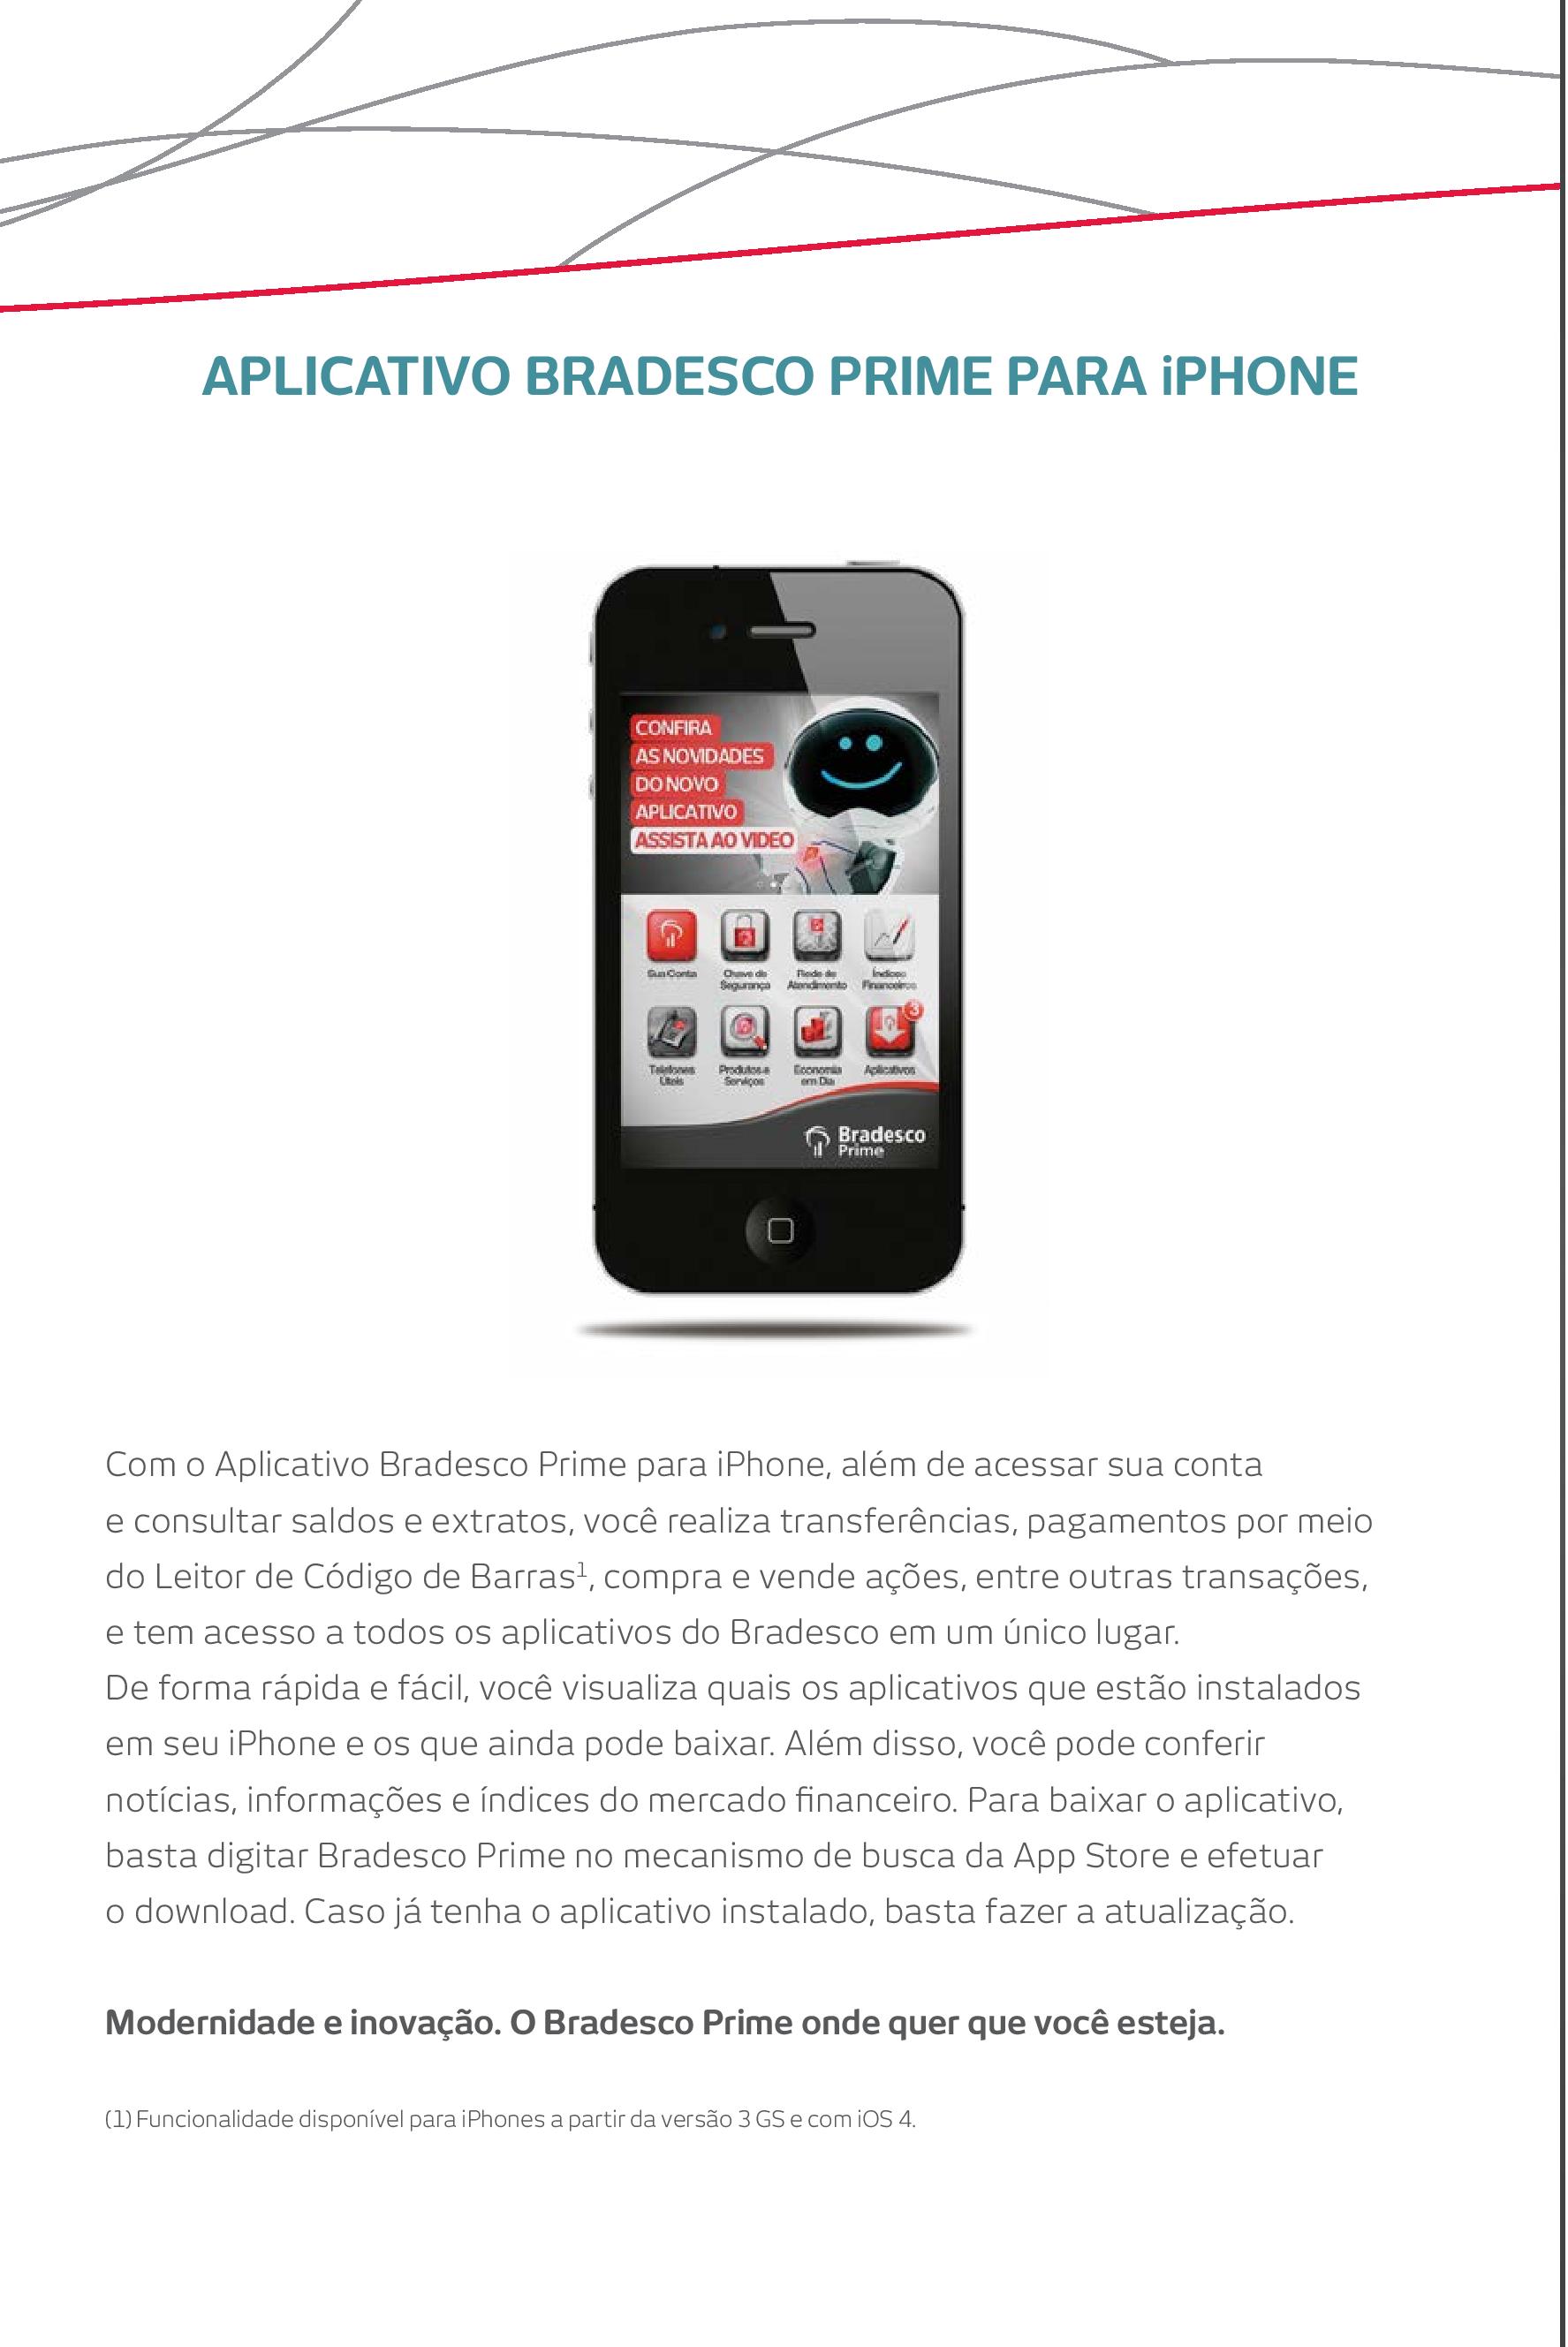 APLICATIVO BRADESCO PRIME PARA iPHONE
CONFIRA
AS NOVIDADES
DO NOVO
APLICATIVO
ASSISTA AO VIDEO
Sua Conta
Chave de
Segurança
Rede de
Atendimento
Índices
Financeiros
3
Telefones
Úteis
Produtos e
Serviços
Economia
em Dia
Aplicativos
Bradesco
Prime
Com o Aplicativo Bradesco Prime para iPhone, além de acessar sua conta
e consultar saldos e extratos, você realiza transferências, pagamentos por meio
do Leitor de Código de Barras¹, compra e vende ações, entre outras transações,
e tem acesso a todos os aplicativos do Bradesco em um único lugar.
De forma rápida e fácil, você visualiza quais os aplicativos que estão instalados
em seu iPhone e os que ainda pode baixar. Além disso, você pode conferir
notícias, informações e índices do mercado financeiro. Para baixar o aplicativo,
basta digitar Bradesco Prime no mecanismo de busca da App Store e efetuar
o download. Caso já tenha o aplicativo instalado, basta fazer a atualização.
Modernidade e inovação. O Bradesco Prime onde quer que você esteja.
(1) Funcionalidade disponível para iPhones a partir da versão 3 GS e com iOS 4.